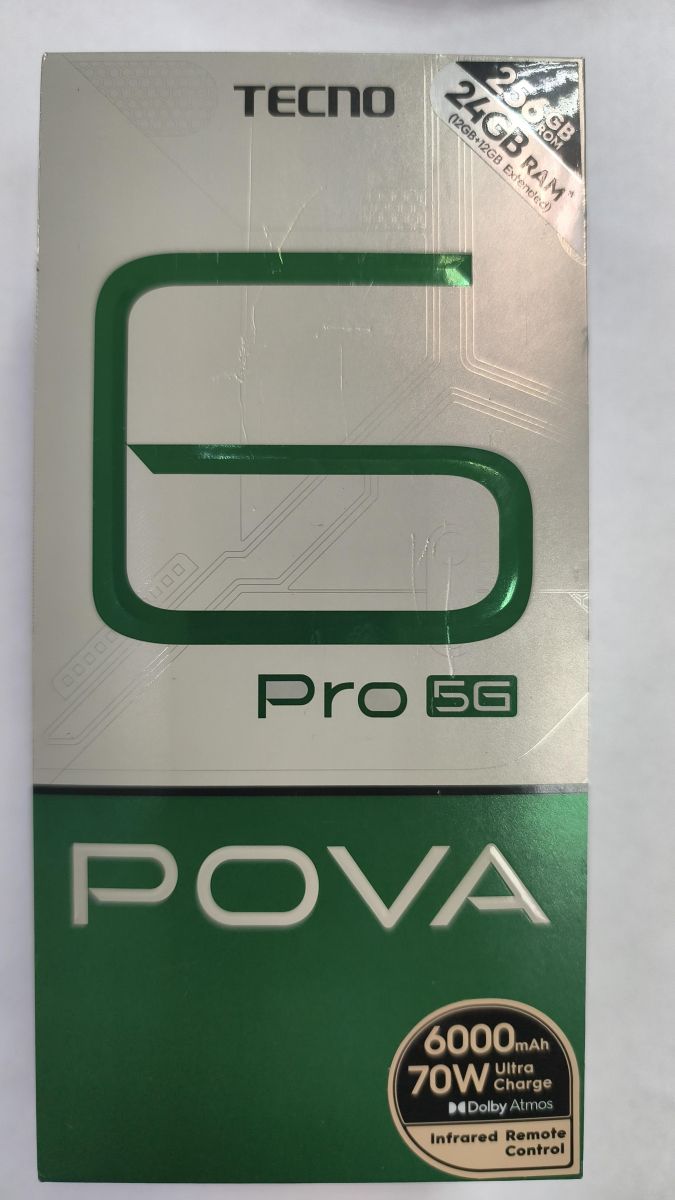 TECNO
256GB
ROM
24GB RAM*
(12GB+12GB Extended)
6
Pro 5G
POVA
6000mAh
70W Ultra
Charge
Dolby Atmos
Infrared Remote
Control